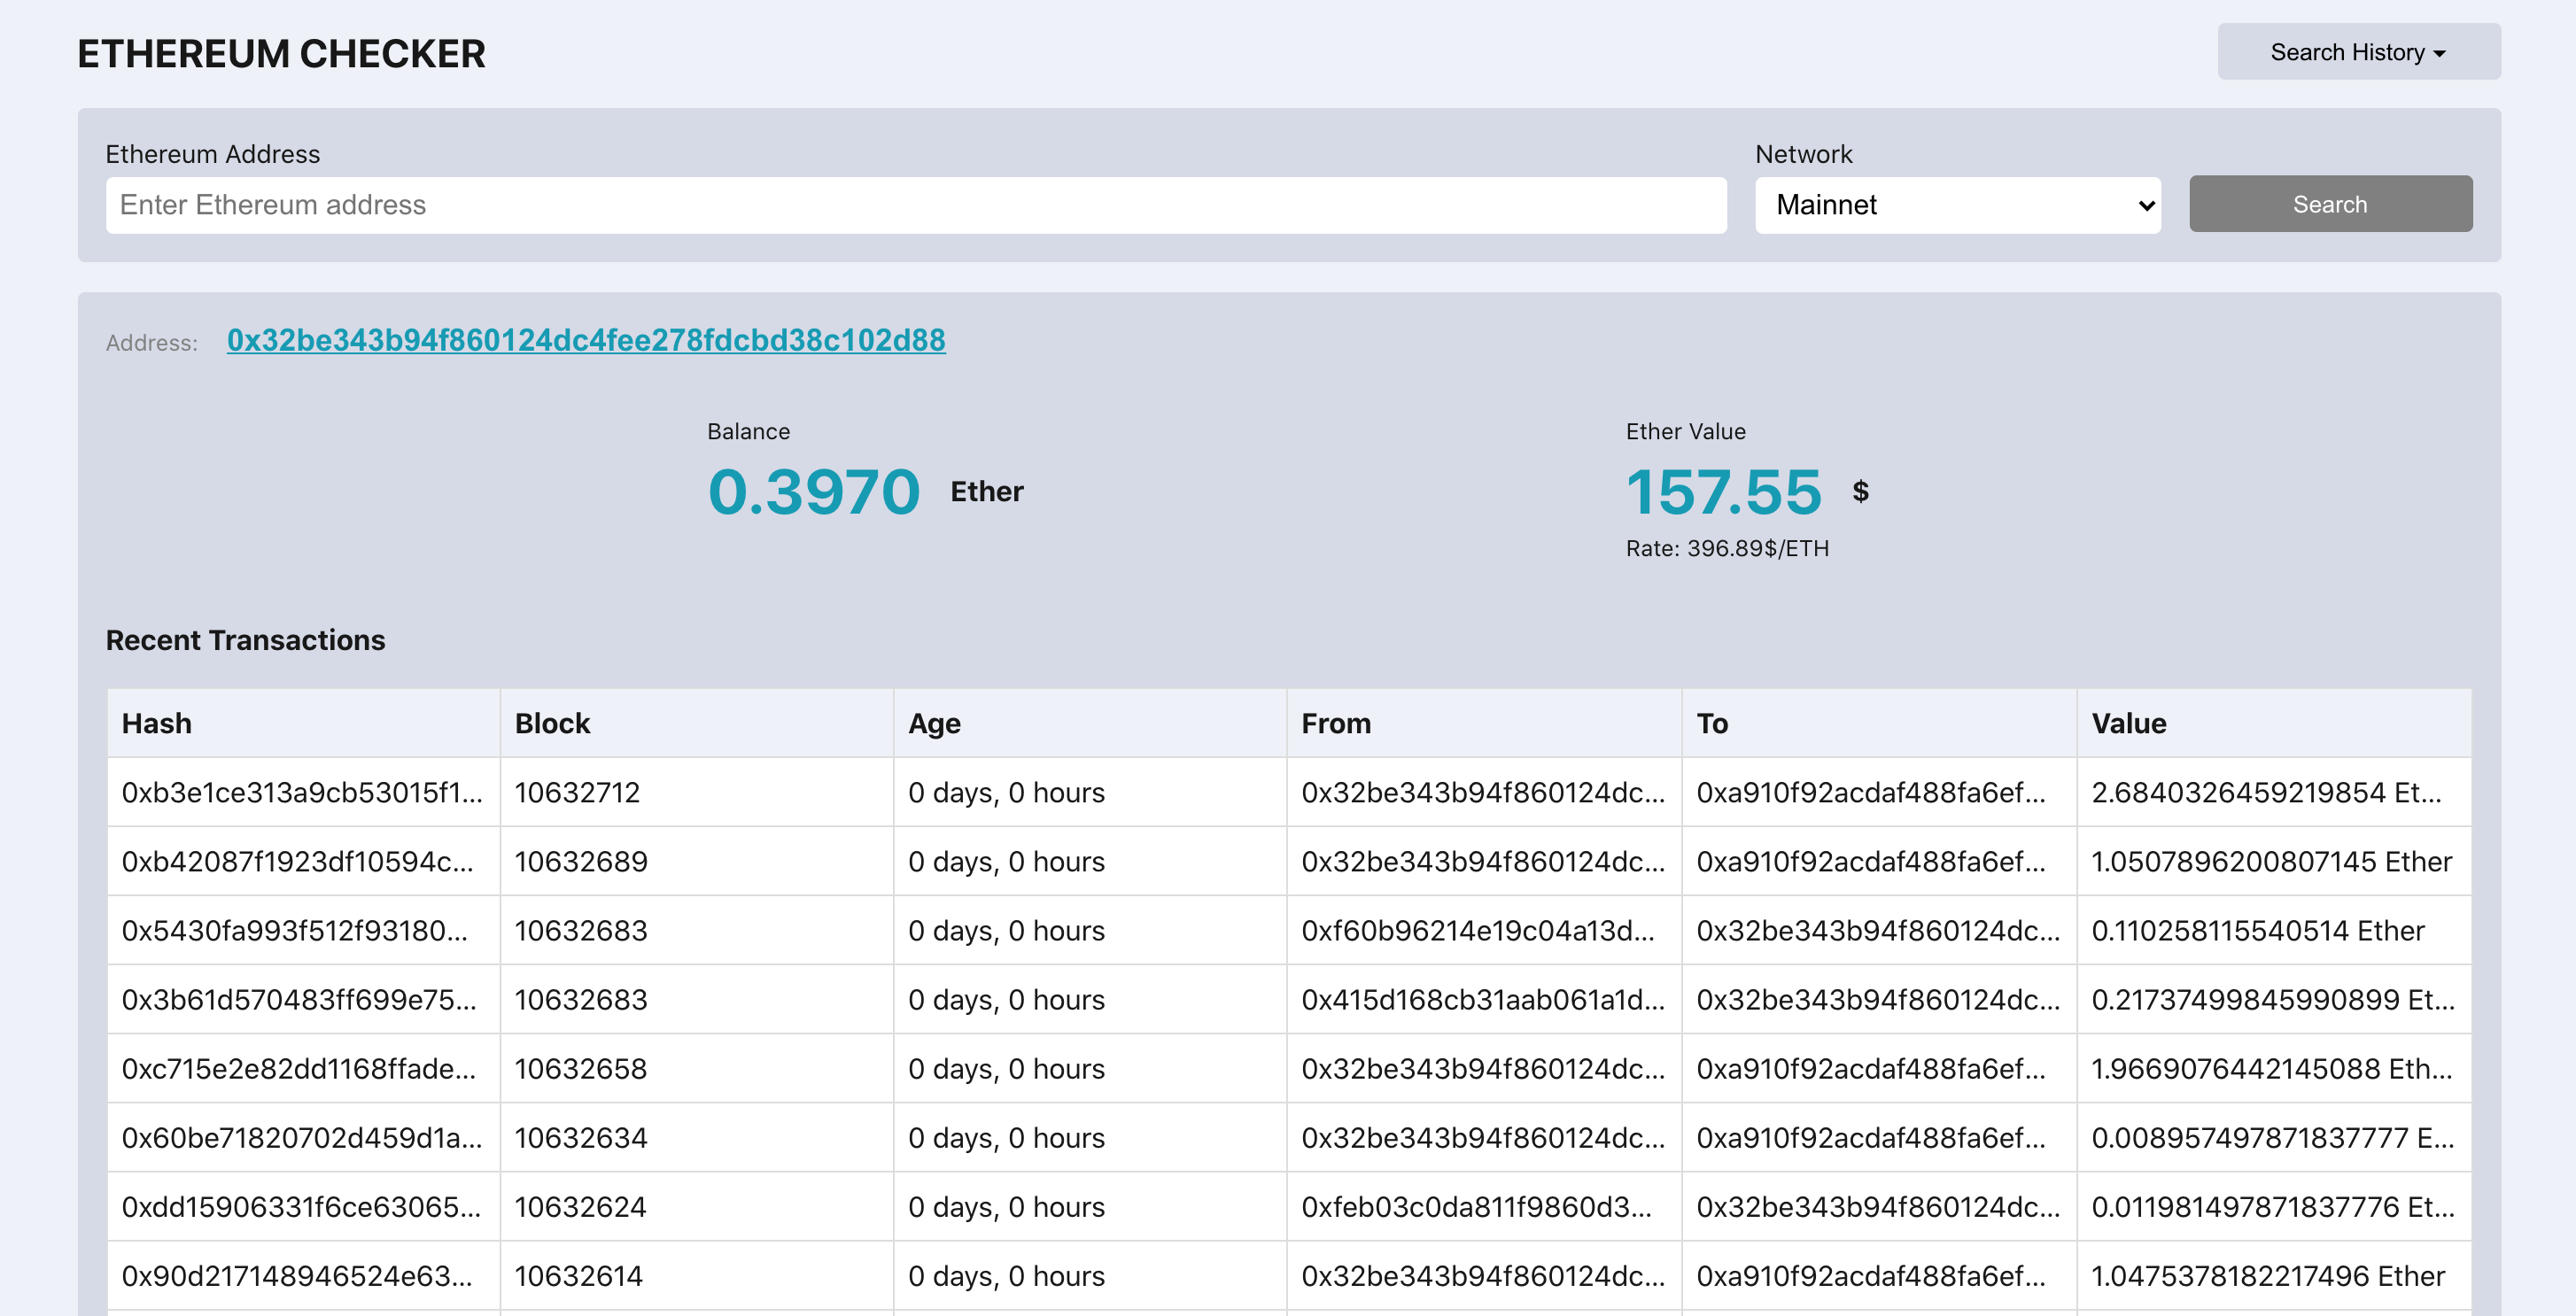 ETHEREUM CHECKER
Search History
Ethereum Address
Network
Enter Ethereum address
Mainnet
Search
Address: 0x32be343b94f860124dc4fee278fdcbd38c102d88
Balance
Ether Value
0.3970 Ether
157.55 $
Rate: 396.89$/ETH
Recent Transactions
Hash Block Age From To Value
0xb3e1ce313a9cb53015f1... 10632712 0 days, 0 hours 0x32be343b94f860124dc... 0xa910f92acdaf488fa6ef... 2.6840326459219854 Et...
0xb42087f1923df10594c... 10632689 0 days, 0 hours 0x32be343b94f860124dc... 0xa910f92acdaf488fa6ef... 1.0507896200807145 Ether
0x5430fa993f512f93180... 10632683 0 days, 0 hours 0xf60b96214e19c04a13d... 0x32be343b94f860124dc... 0.110258115540514 Ether
0x3b61d570483ff699e75... 10632683 0 days, 0 hours 0x415d168cb31aab061a1d... 0x32be343b94f860124dc... 0.21737499845990899 Et...
0xc715e2e82dd1168ffade... 10632658 0 days, 0 hours 0x32be343b94f860124dc... 0xa910f92acdaf488fa6ef... 1.9669076442145088 Eth...
0x60be71820702d459d1a... 10632634 0 days, 0 hours 0x32be343b94f860124dc... 0xa910f92acdaf488fa6ef... 0.008957497871837777 E...
0xdd15906331f6ce63065... 10632624 0 days, 0 hours 0xfeb03c0da811f9860d3... 0x32be343b94f860124dc... 0.011981497871837776 Et...
0x90d217148946524e63... 10632614 0 days, 0 hours 0x32be343b94f860124dc... 0xa910f92acdaf488fa6ef... 1.0475378182217496 Ether